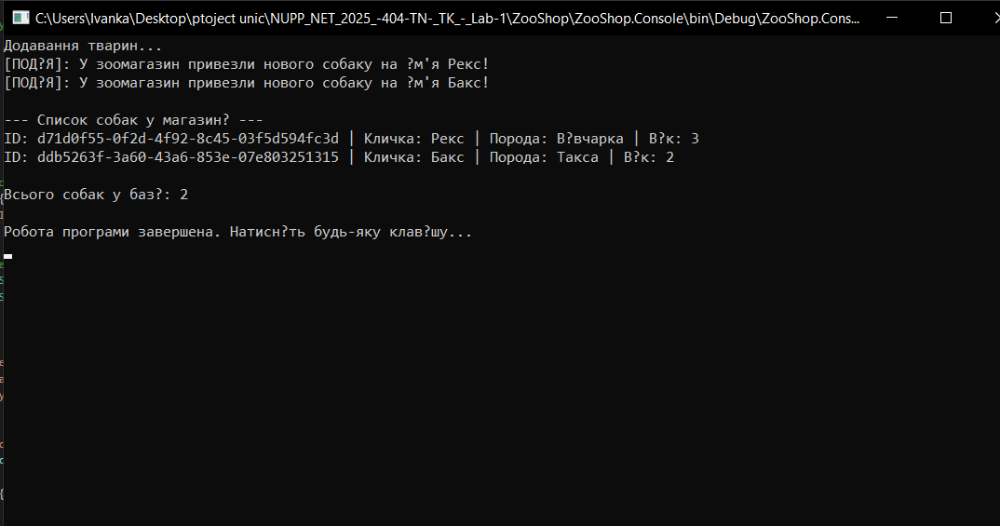 C:\Users\Ivanka\Desktop\ptoject unic\NUPP_NET_2025_-404-TN-_TK_-_Lab-1\ZooShop\ZooShop.Console\bin\Debug\ZooShop.Cons...
Додавання тварин...
[ПОД?Я]: У зоомагазин привезли нового собаку на ?м'я Рекс!
[ПОД?Я]: У зоомагазин привезли нового собаку на ?м'я Бакс!
--- Список собак у магазин? ---
ID: d71d0f55-0f2d-4f92-8c45-03f5d594fc3d | Кличка: Рекс | Порода: В?вчарка | В?к: 3
ID: ddb5263f-3a60-43a6-853e-07e803251315 | Кличка: Бакс | Порода: Такса | В?к: 2
Всього собак у баз?: 2
Робота програми завершена. Натисн?ть будь-яку клав?шу...